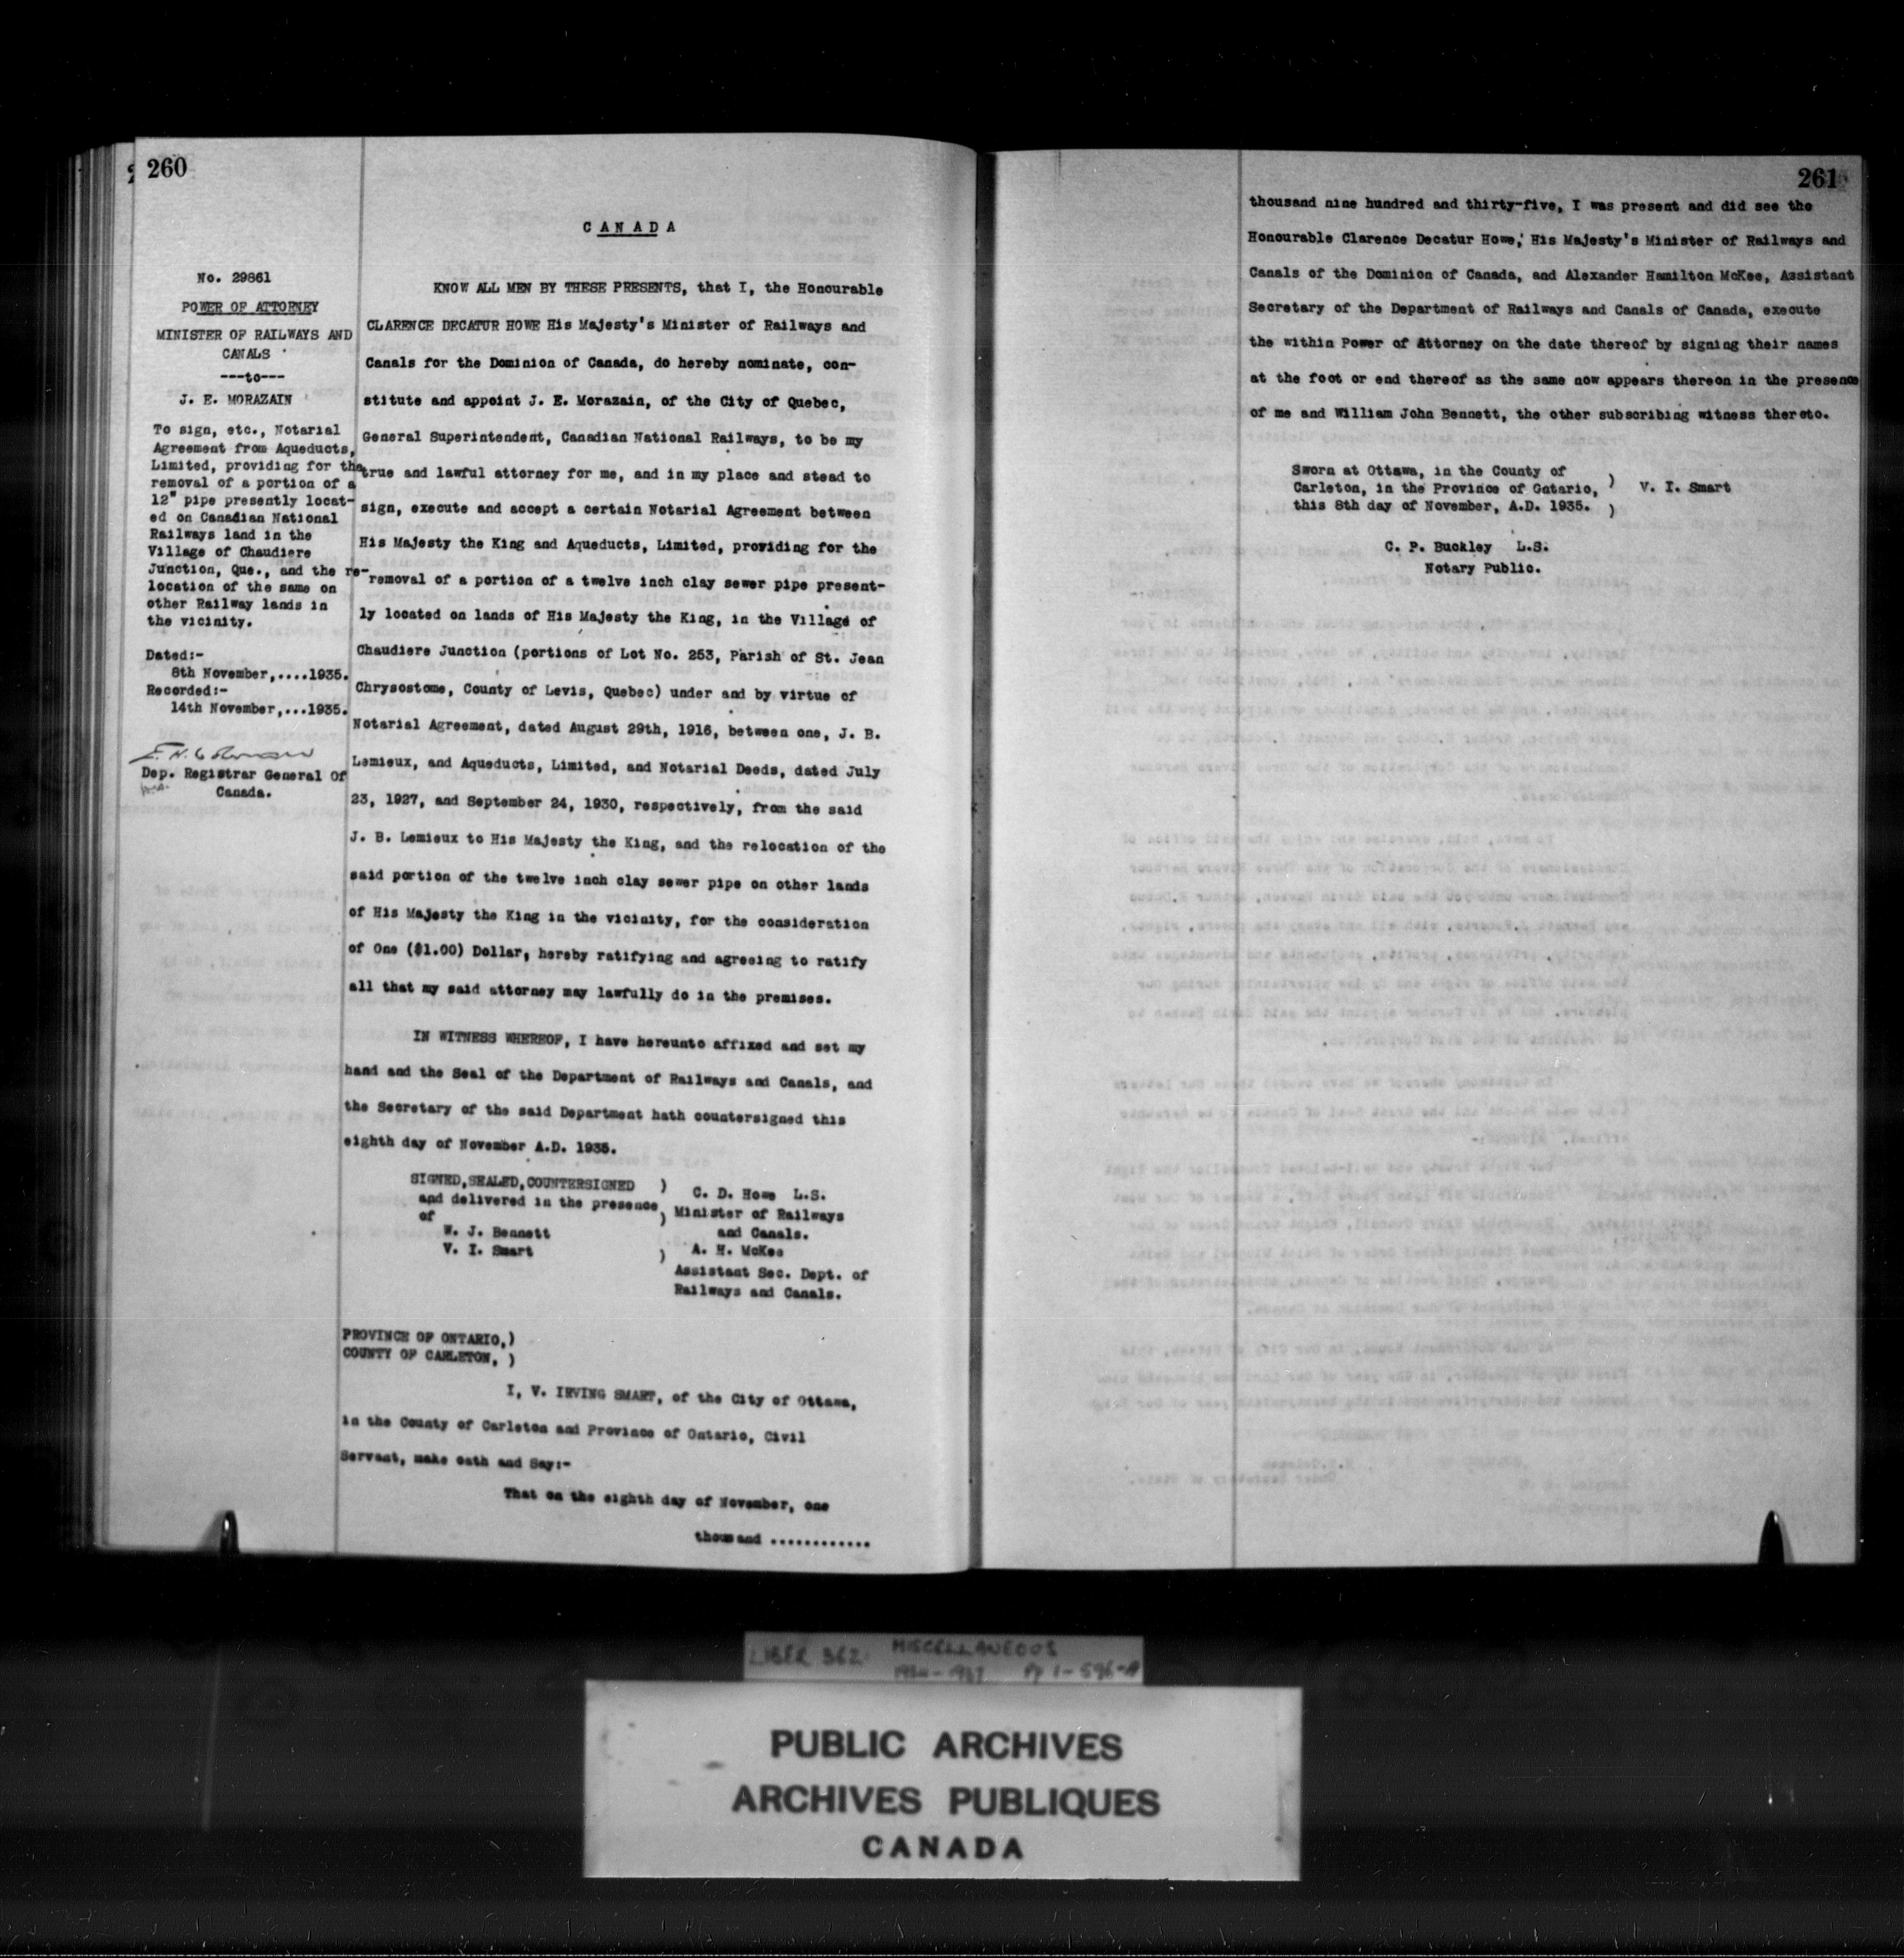 260
CANADA
No. 29861
POWER OF ATTORNEY
MINISTER OF RAILWAYS AND
CANALS
---to---
J. E. MORAZAIN
To sign, etc., Notarial
Agreement from Aqueducts,
Limited, providing for the
removal of a portion of a
12" pipe presently locat-
ed on Canadian National
Railways land in the
Village of Chaudiere
Junction, Que., and the re-
location of the same on
other Railway lands in
the vicinity.
Dated:-
8th November,....1935.
Recorded:-
14th November,...1935.
Dep. Registrar General Of
Canada.
KNOW ALL MEN BY THESE PRESENTS, that I, the Honourable
CLARENCE DECATUR HOWE His Majesty's Minister of Railways and
Canals for the Dominion of Canada, do hereby nominate, con-
stitute and appoint J. E. Morazain, of the City of Quebec,
General Superintendent, Canadian National Railways, to be my
true and lawful attorney for me, and in my place and stead to
sign, execute and accept a certain Notarial Agreement between
His Majesty the King and Aqueducts, Limited, providing for the
removal of a portion of a twelve inch clay sewer pipe present-
ly located on lands of His Majesty the King, in the Village of
Chaudiere Junction (portions of Lot No. 253, Parish of St. Jean
Chrysostome, County of Levis, Quebec) under and by virtue of
Notarial Agreement, dated August 29th, 1916, between one, J. B.
Lemieux, and Aqueducts, Limited, and Notarial Deeds, dated July
23, 1927, and September 24, 1930, respectively, from the said
J. B. Lemieux to His Majesty the King, and the relocation of the
said portion of the twelve inch clay sewer pipe on other lands
of His Majesty the King in the vicinity, for the consideration
of One ($1.00) Dollar, hereby ratifying and agreeing to ratify
all that my said attorney may lawfully do in the premises.
IN WITNESS WHEREOF, I have hereunto affixed and set my
hand and the Seal of the Department of Railways and Canals, and
the Secretary of the said Department hath countersigned this
eighth day of November A.D. 1935.
SIGNED,SEALED,COUNTERSIGNED )
and delivered in the presence
of )
W. J. Bennett
V. I. Smart )
C. D. Howe L.S.
Minister of Railways
and Canals.
A. H. McKee
Assistant Sec. Dept. of
Railways and Canals.
PROVINCE OF ONTARIO,)
COUNTY OF CARLETON, )
I, V. IRVING SMART, of the City of Ottawa,
in the County of Carleton and Province of Ontario, Civil
Servant, make oath and Say:-
That on the eighth day of November, one
thousand ............
261
thousand nine hundred and thirty-five, I was present and did see the
Honourable Clarence Decatur Howe, His Majesty's Minister of Railways and
Canals of the Dominion of Canada, and Alexander Hamilton McKee, Assistant
Secretary of the Department of Railways and Canals of Canada, execute
the within Power of Attorney on the date thereof by signing their names
at the foot or end thereof as the same now appears thereon in the presence
of me and William John Bennett, the other subscribing witness thereto.
Sworn at Ottawa, in the County of
Carleton, in the Province of Ontario, ) V. I. Smart
this 8th day of November, A.D. 1935. )
C. P. Buckley L.S.
Notary Public.
LIBER 362 MISCELLANEOUS
1934-1937 Pp 1-596-A
PUBLIC ARCHIVES
ARCHIVES PUBLIQUES
CANADA